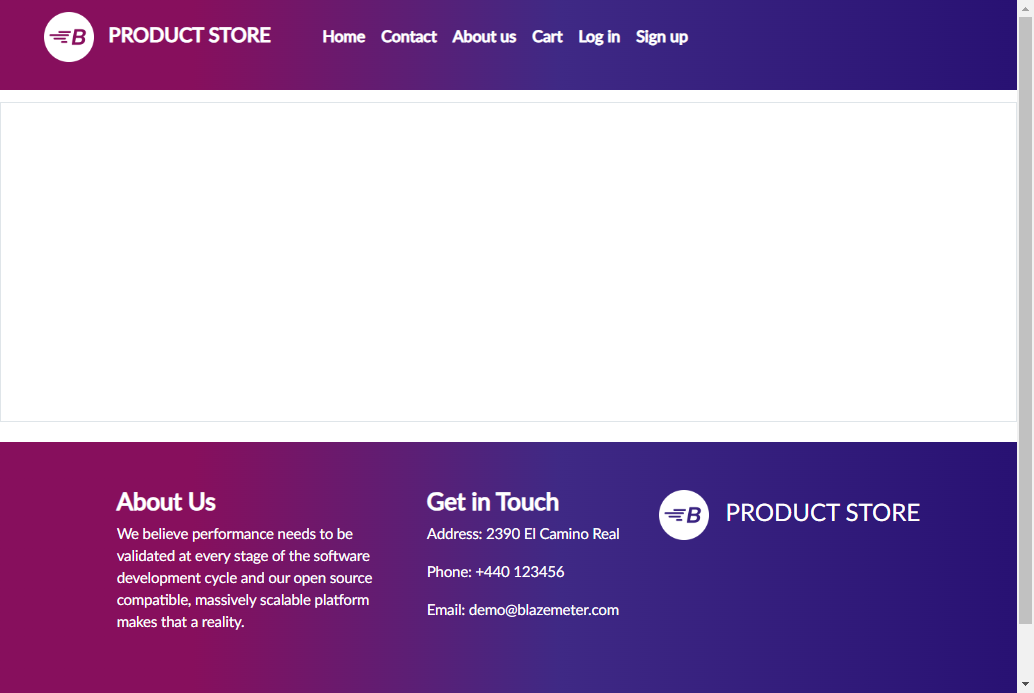 B PRODUCT STORE Home Contact About us Cart Log in Sign up
About Us
We believe performance needs to be
validated at every stage of the software
development cycle and our open source
compatible, massively scalable platform
makes that a reality.
Get in Touch
Address: 2390 El Camino Real
Phone: +440 123456
Email: demo@blazemeter.com
B PRODUCT STORE